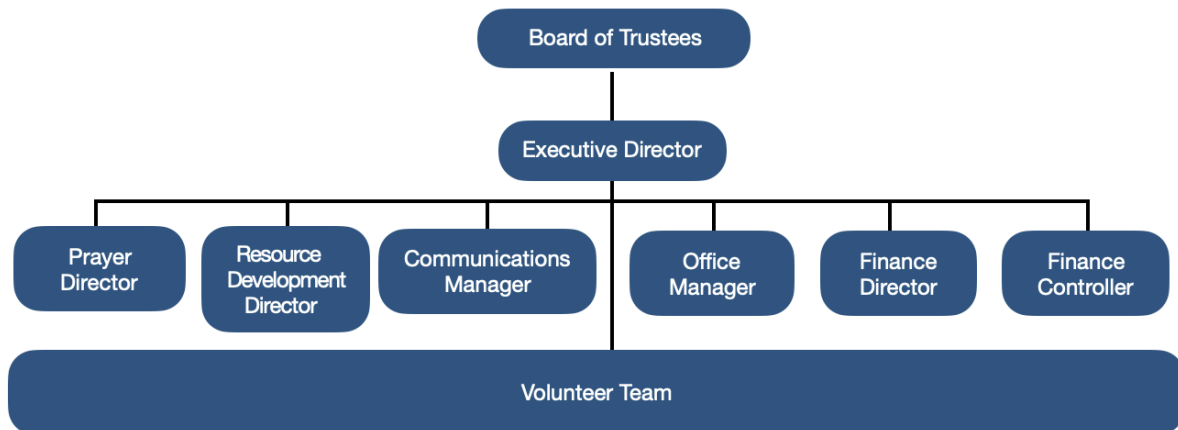 Board of Trustees
Executive Director
Prayer
Director
Resource
Development
Director
Communications
Manager
Office
Manager
Finance
Director
Finance
Controller
Volunteer Team